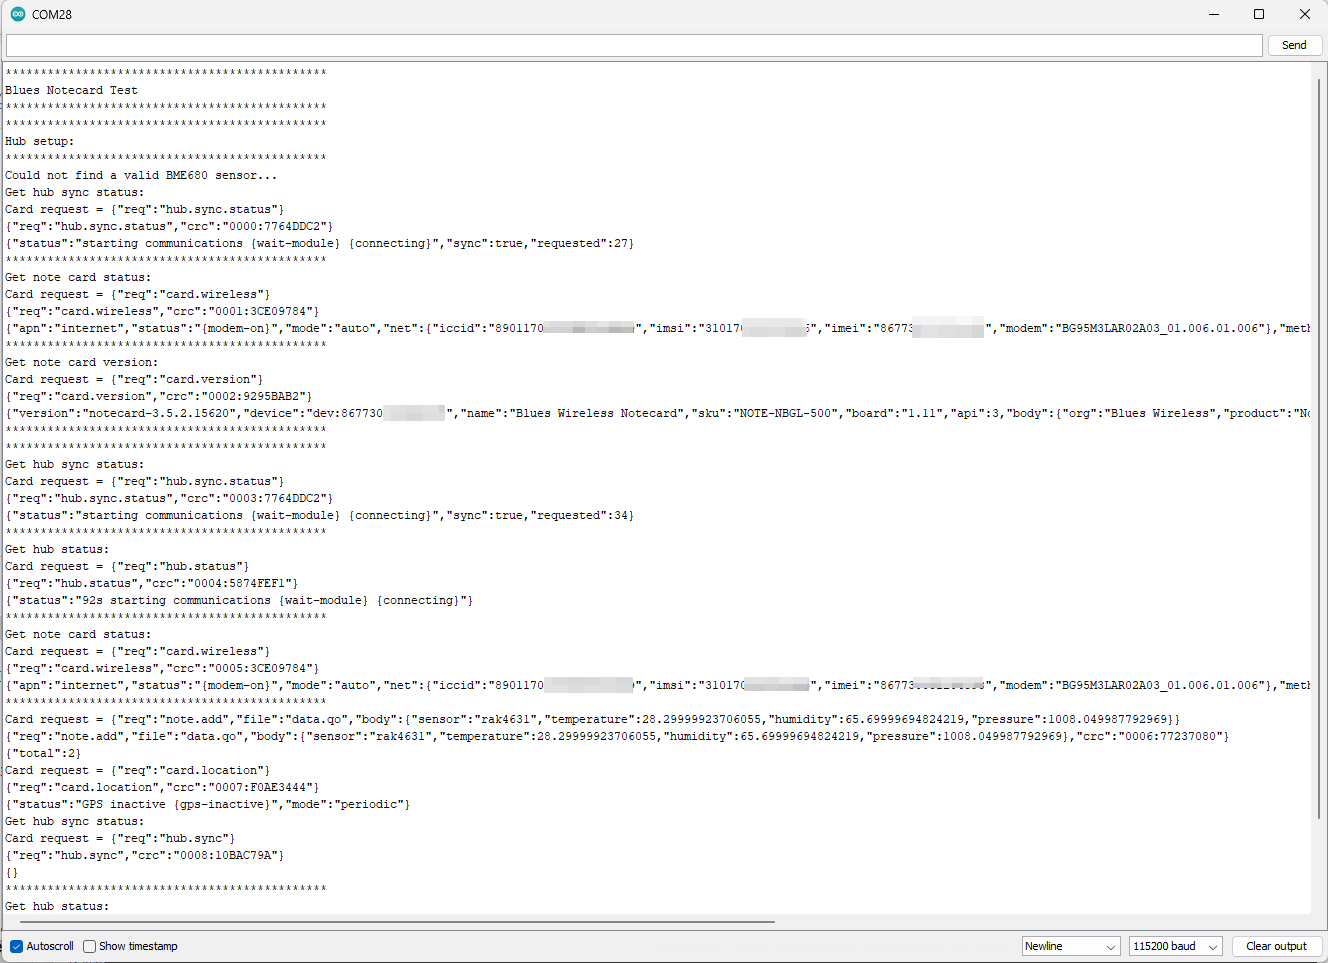 COM28
Send
**********************************************
Blues Notecard Test
**********************************************
**********************************************
Hub setup:
**********************************************
Could not find a valid BME680 sensor...
Get hub sync status:
Card request = {"req":"hub.sync.status"}
{"req":"hub.sync.status","crc":"0000:7764DDC2"}
{"status":"starting communications {wait-module} {connecting}","sync":true,"requested":27}
**********************************************
Get note card status:
Card request = {"req":"card.wireless"}
{"req":"card.wireless","crc":"0001:3CE09784"}
{"apn":"internet","status":"{modem-on}","mode":"auto","net":{"iccid":"8901170 ","imsi":"310170 ","imei":"86773 ","modem":"BG95M3LAR02A03_01.006.01.006"},"meth
**********************************************
Get note card version:
Card request = {"req":"card.version"}
{"req":"card.version","crc":"0002:9295BAB2"}
{"version":"notecard-3.5.2.15620","device":"dev:867730 ","name":"Blues Wireless Notecard","sku":"NOTE-NBGL-500","board":"1.11","api":3,"body":{"org":"Blues Wireless","product":"No
**********************************************
**********************************************
Get hub sync status:
Card request = {"req":"hub.sync.status"}
{"req":"hub.sync.status","crc":"0003:7764DDC2"}
{"status":"starting communications {wait-module} {connecting}","sync":true,"requested":34}
**********************************************
Get hub status:
Card request = {"req":"hub.status"}
{"req":"hub.status","crc":"0004:5874FEF1"}
{"status":"92s starting communications {wait-module} {connecting}"}
**********************************************
Get note card status:
Card request = {"req":"card.wireless"}
{"req":"card.wireless","crc":"0005:3CE09784"}
{"apn":"internet","status":"{modem-on}","mode":"auto","net":{"iccid":"8901170 ","imsi":"310170 ","imei":"86773 ","modem":"BG95M3LAR02A03_01.006.01.006"},"meth
**********************************************
Card request = {"req":"note.add","file":"data.qo","body":{"sensor":"rak4631","temperature":28.29999923706055,"humidity":65.69999694824219,"pressure":1008.049987792969}}
{"req":"note.add","file":"data.qo","body":{"sensor":"rak4631","temperature":28.29999923706055,"humidity":65.69999694824219,"pressure":1008.049987792969},"crc":"0006:77237080"}
{"total":2}
Card request = {"req":"card.location"}
{"req":"card.location","crc":"0007:F0AE3444"}
{"status":"GPS inactive {gps-inactive}","mode":"periodic"}
Get hub sync status:
Card request = {"req":"hub.sync"}
{"req":"hub.sync","crc":"0008:10BAC79A"}
{}
**********************************************
Get hub status:
Autoscroll Show timestamp Newline 115200 baud Clear output